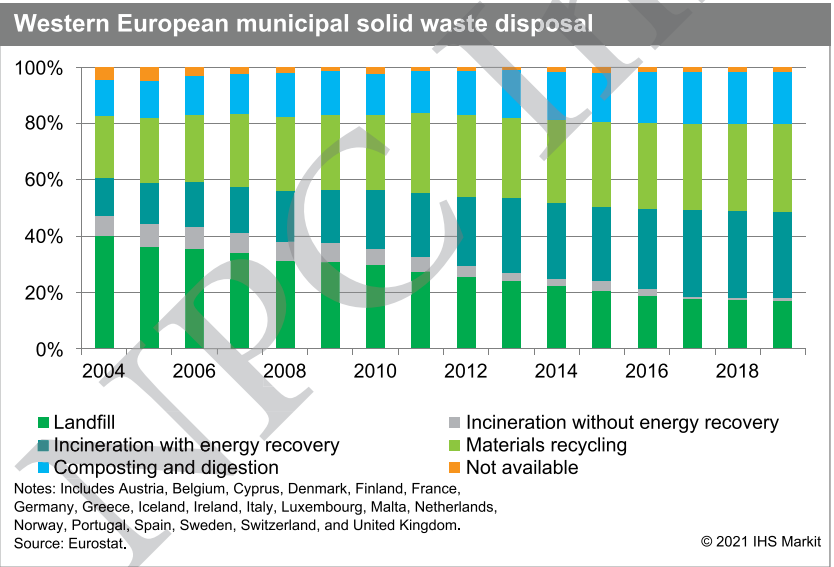 Western European municipal solid waste disposal
100%
80%
60%
40%
20%
0%
2004 2006 2008 2010 2012 2014 2016 2018
Landfill Incineration without energy recovery
Incineration with energy recovery Materials recycling
Composting and digestion Not available
Notes: Includes Austria, Belgium, Cyprus, Denmark, Finland, France,
Germany, Greece, Iceland, Ireland, Italy, Luxembourg, Malta, Netherlands,
Norway, Portugal, Spain, Sweden, Switzerland, and United Kingdom.
Source: Eurostat.
© 2021 IHS Markit
NPC